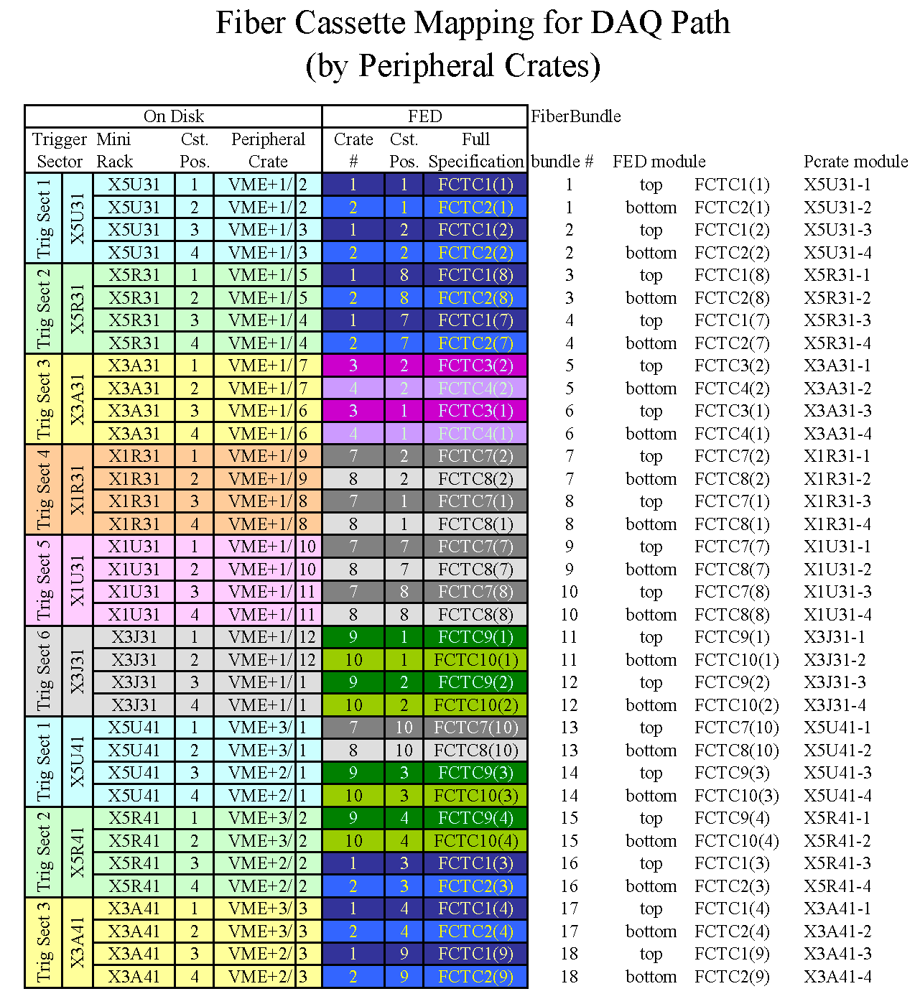 Fiber Cassette Mapping for DAQ Path
(by Peripheral Crates)
On Disk FED FiberBundle
Trigger Mini Cst. Peripheral Crate Cst. Full
Sector Rack Pos. Crate # Pos. Specification bundle # FED module Pcrate module
Trig Sect 1 X5U31
X5U31 1 VME+1/ 2 1 1 FCTC1(1) 1 top FCTC1(1) X5U31-1
X5U31 2 VME+1/ 2 2 1 FCTC2(1) 1 bottom FCTC2(1) X5U31-2
X5U31 3 VME+1/ 3 1 2 FCTC1(2) 2 top FCTC1(2) X5U31-3
X5U31 4 VME+1/ 3 2 2 FCTC2(2) 2 bottom FCTC2(2) X5U31-4
Trig Sect 2 X5R31
X5R31 1 VME+1/ 5 1 8 FCTC1(8) 3 top FCTC1(8) X5R31-1
X5R31 2 VME+1/ 5 2 8 FCTC2(8) 3 bottom FCTC2(8) X5R31-2
X5R31 3 VME+1/ 4 1 7 FCTC1(7) 4 top FCTC1(7) X5R31-3
X5R31 4 VME+1/ 4 2 7 FCTC2(7) 4 bottom FCTC2(7) X5R31-4
Trig Sect 3 X3A31
X3A31 1 VME+1/ 7 3 2 FCTC3(2) 5 top FCTC3(2) X3A31-1
X3A31 2 VME+1/ 7 4 2 FCTC4(2) 5 bottom FCTC4(2) X3A31-2
X3A31 3 VME+1/ 6 3 1 FCTC3(1) 6 top FCTC3(1) X3A31-3
X3A31 4 VME+1/ 6 4 1 FCTC4(1) 6 bottom FCTC4(1) X3A31-4
Trig Sect 4 X1R31
X1R31 1 VME+1/ 9 7 2 FCTC7(2) 7 top FCTC7(2) X1R31-1
X1R31 2 VME+1/ 9 8 2 FCTC8(2) 7 bottom FCTC8(2) X1R31-2
X1R31 3 VME+1/ 8 7 1 FCTC7(1) 8 top FCTC7(1) X1R31-3
X1R31 4 VME+1/ 8 8 1 FCTC8(1) 8 bottom FCTC8(1) X1R31-4
Trig Sect 5 X1U31
X1U31 1 VME+1/ 10 7 7 FCTC7(7) 9 top FCTC7(7) X1U31-1
X1U31 2 VME+1/ 10 8 7 FCTC8(7) 9 bottom FCTC8(7) X1U31-2
X1U31 3 VME+1/ 11 7 8 FCTC7(8) 10 top FCTC7(8) X1U31-3
X1U31 4 VME+1/ 11 8 8 FCTC8(8) 10 bottom FCTC8(8) X1U31-4
Trig Sect 6 X3J31
X3J31 1 VME+1/ 12 9 1 FCTC9(1) 11 top FCTC9(1) X3J31-1
X3J31 2 VME+1/ 12 10 1 FCTC10(1) 11 bottom FCTC10(1) X3J31-2
X3J31 3 VME+1/ 1 9 2 FCTC9(2) 12 top FCTC9(2) X3J31-3
X3J31 4 VME+1/ 1 10 2 FCTC10(2) 12 bottom FCTC10(2) X3J31-4
Trig Sect 1 X5U41
X5U41 1 VME+3/ 1 7 10 FCTC7(10) 13 top FCTC7(10) X5U41-1
X5U41 2 VME+3/ 1 8 10 FCTC8(10) 13 bottom FCTC8(10) X5U41-2
X5U41 3 VME+2/ 1 9 3 FCTC9(3) 14 top FCTC9(3) X5U41-3
X5U41 4 VME+2/ 1 10 3 FCTC10(3) 14 bottom FCTC10(3) X5U41-4
Trig Sect 2 X5R41
X5R41 1 VME+3/ 2 9 4 FCTC9(4) 15 top FCTC9(4) X5R41-1
X5R41 2 VME+3/ 2 10 4 FCTC10(4) 15 bottom FCTC10(4) X5R41-2
X5R41 3 VME+2/ 2 1 3 FCTC1(3) 16 top FCTC1(3) X5R41-3
X5R41 4 VME+2/ 2 2 3 FCTC2(3) 16 bottom FCTC2(3) X5R41-4
Trig Sect 3 X3A41
X3A41 1 VME+3/ 3 1 4 FCTC1(4) 17 top FCTC1(4) X3A41-1
X3A41 2 VME+3/ 3 2 4 FCTC2(4) 17 bottom FCTC2(4) X3A41-2
X3A41 3 VME+2/ 3 1 9 FCTC1(9) 18 top FCTC1(9) X3A41-3
X3A41 4 VME+2/ 3 2 9 FCTC2(9) 18 bottom FCTC2(9) X3A41-4